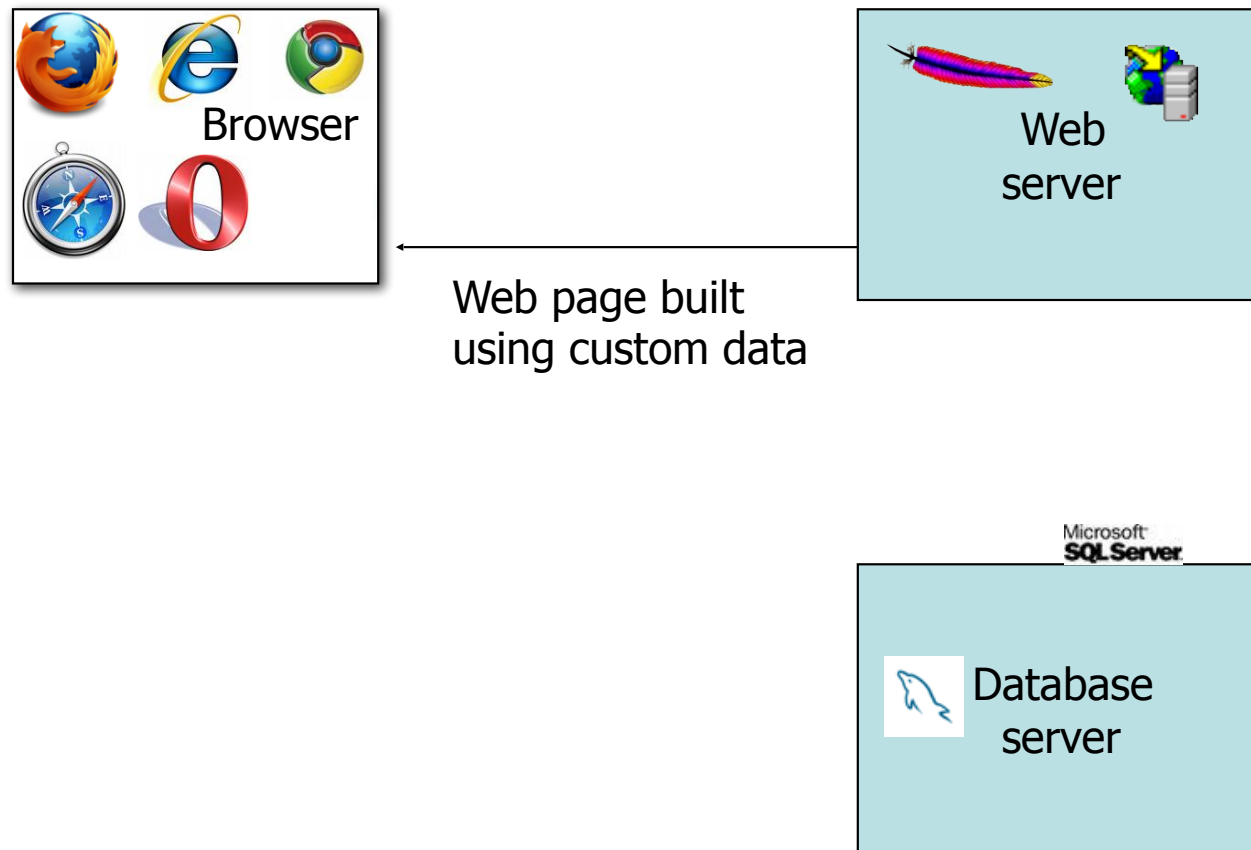 Browser
Web
server
Web page built
using custom data
Microsoft
SQL Server
Database
server